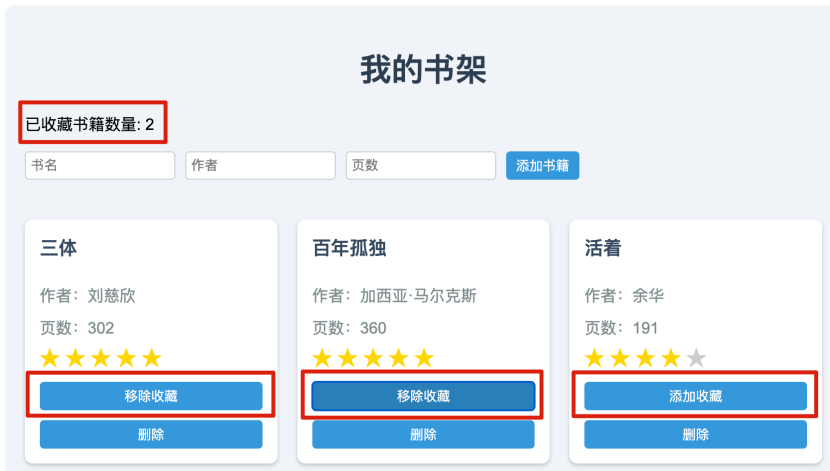 我的书架
已收藏书籍数量: 2
书名 作者 页数 添加书籍
三体
作者：刘慈欣
页数：302
移除收藏
删除
百年孤独
作者：加西亚·马尔克斯
页数：360
移除收藏
删除
活着
作者：余华
页数：191
添加收藏
删除